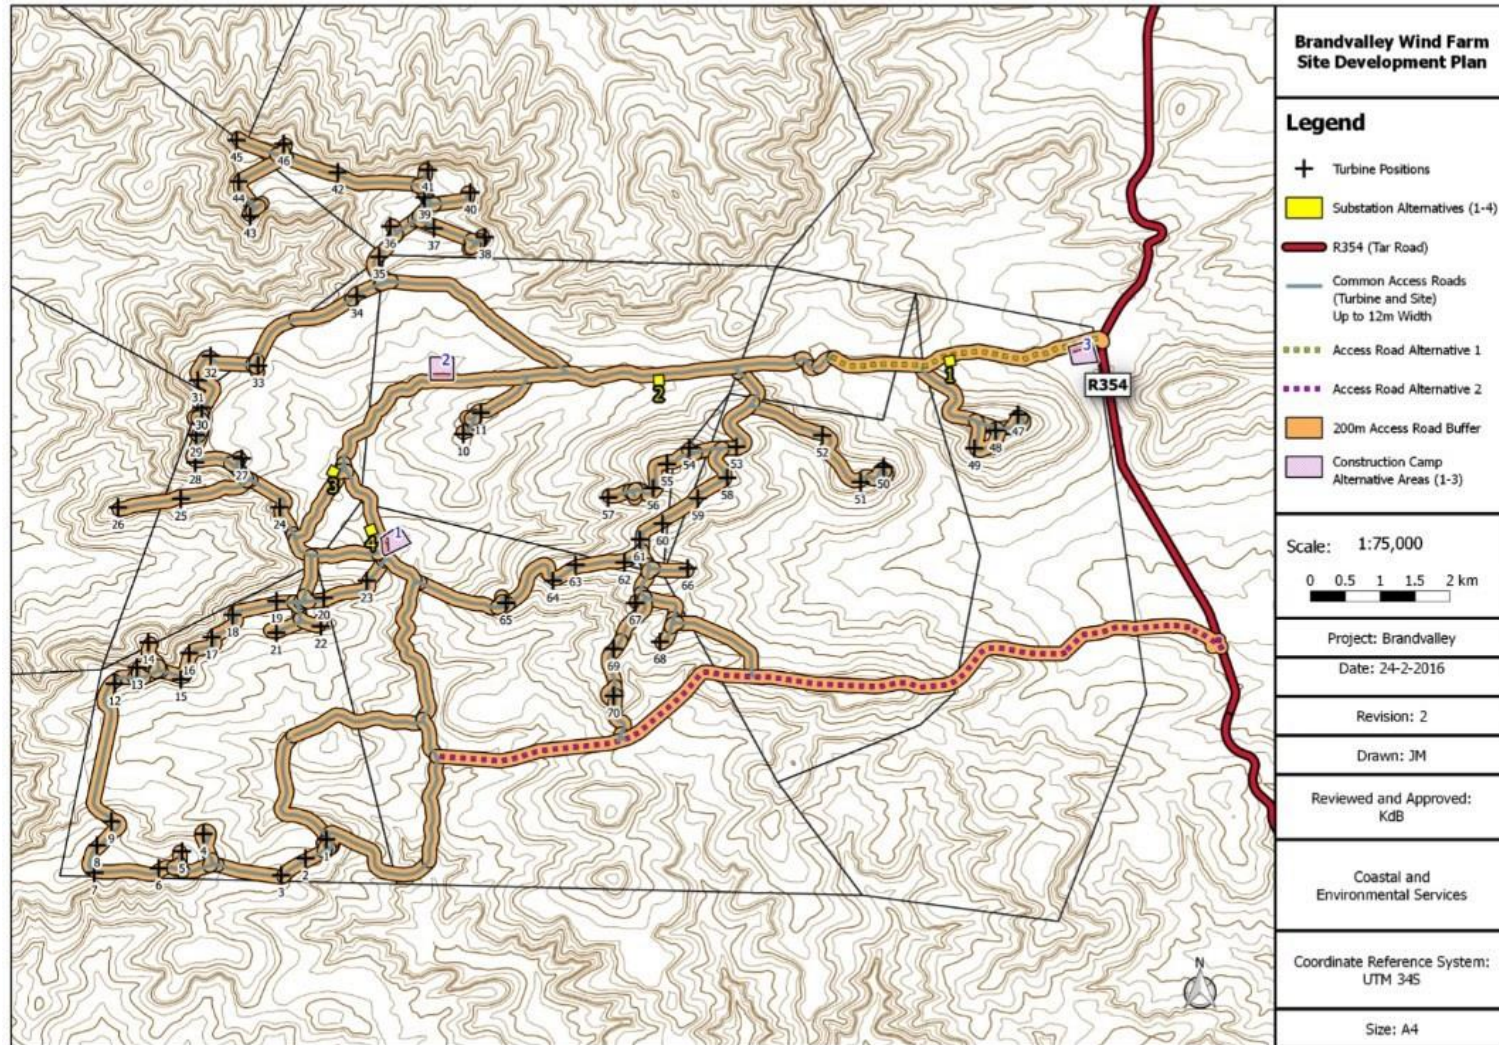 Brandvalley Wind Farm
Site Development Plan
Legend
Turbine Positions
Substation Alternatives (1-4)
R354 (Tar Road)
Common Access Roads
(Turbine and Site)
Up to 12m Width
Access Road Alternative 1
Access Road Alternative 2
200m Access Road Buffer
Construction Camp
Alternative Areas (1-3)
Scale: 1:75,000
0 0.5 1 1.5 2 km
Project: Brandvalley
Date: 24-2-2016
Revision: 2
Drawn: JM
Reviewed and Approved:
KdB
Coastal and
Environmental Services
Coordinate Reference System:
UTM 34S
Size: A4
45
46
42
41
44
40
39
43
36
37
38
35
34
32
33
31
30
29
28
27
26
25
24
2
2
1
3
R354
11
10
47
48
49
52
53
54
50
51
55
56
57
58
59
3
4
1
60
61
62
63
64
65
66
67
68
69
70
23
20
19
18
22
21
17
16
14
13
15
12
9
8
7
6
5
4
3
2
1
N